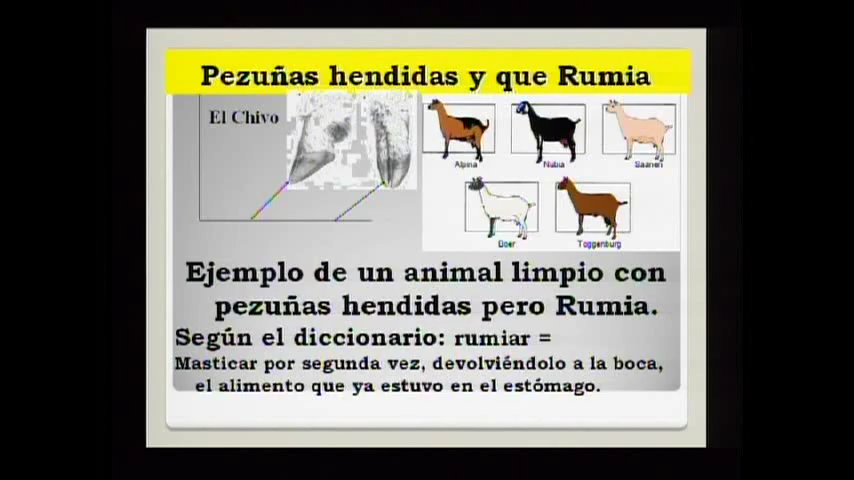 Pezuñas hendidas y que Rumia
El Chivo
Alpina
Nubia
Saanen
Boer
Toggenburg
Ejemplo de un animal limpio con
pezuñas hendidas pero Rumia.
Según el diccionario: rumiar =
Masticar por segunda vez, devolviéndolo a la boca,
el alimento que ya estuvo en el estómago.